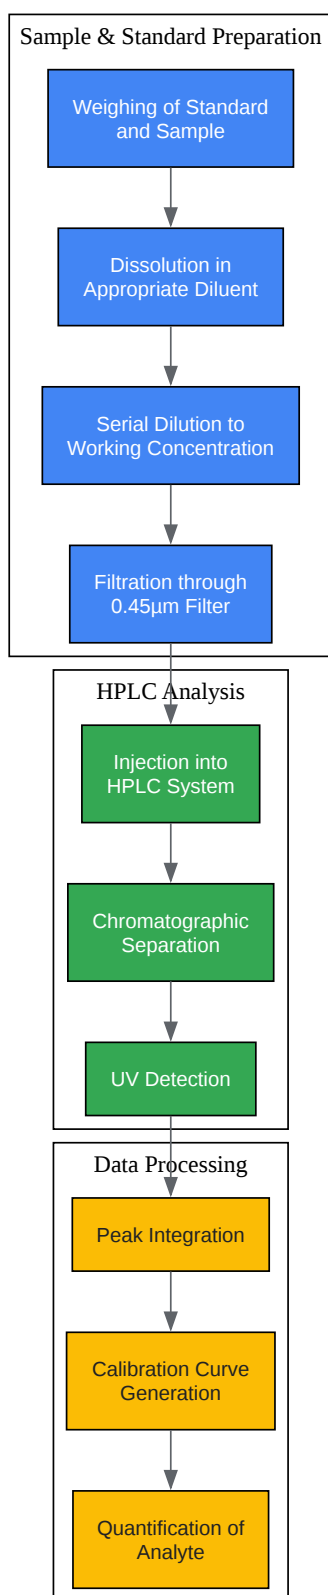 Sample & Standard Preparation
Weighing of Standard
and Sample
Dissolution in
Appropriate Diluent
Serial Dilution to
Working Concentration
Filtration through
0.45µm Filter
HPLC Analysis
Injection into
HPLC System
Chromatographic
Separation
UV Detection
Data Processing
Peak Integration
Calibration Curve
Generation
Quantification of
Analyte